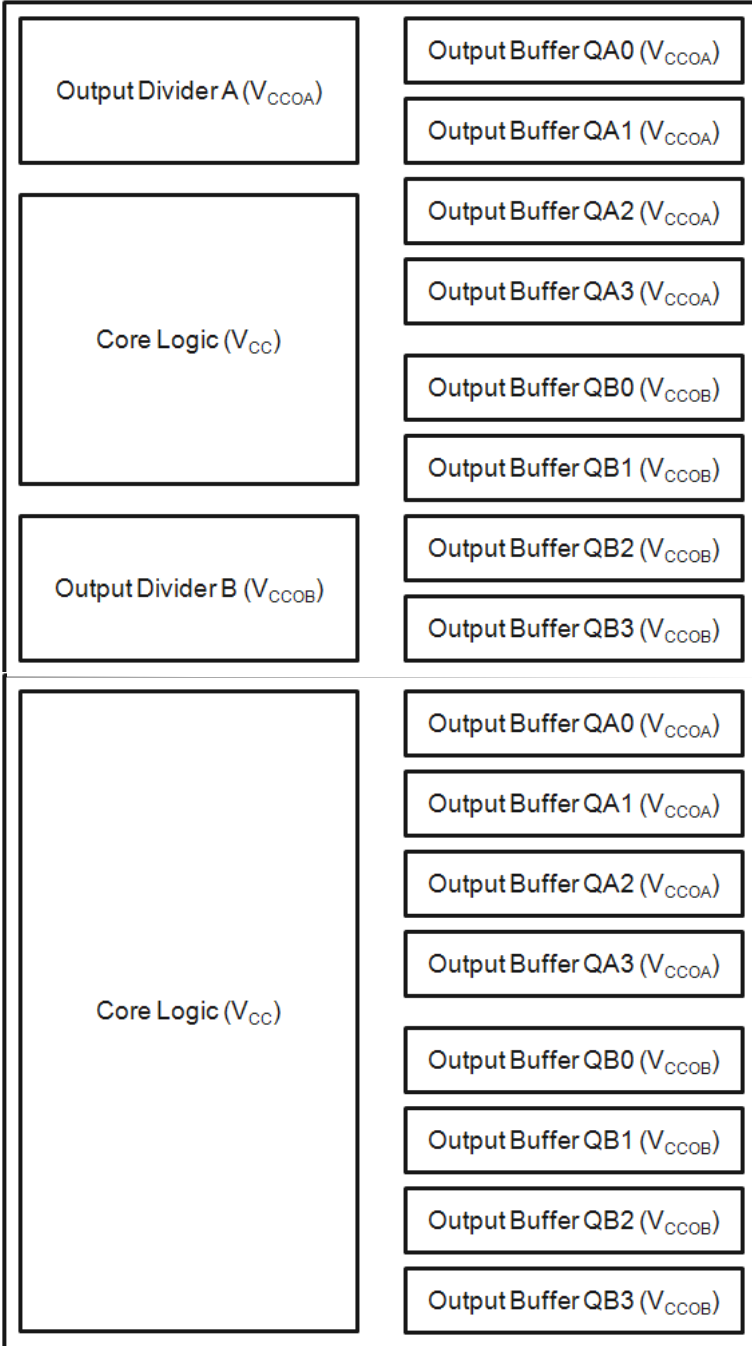 Output Divider A (VCCOA)
Core Logic (VCC)
Output Divider B (VCCOB)
Output Buffer QA0 (VCCOA)
Output Buffer QA1 (VCCOA)
Output Buffer QA2 (VCCOA)
Output Buffer QA3 (VCCOA)
Output Buffer QB0 (VCCOB)
Output Buffer QB1 (VCCOB)
Output Buffer QB2 (VCCOB)
Output Buffer QB3 (VCCOB)
Core Logic (VCC)
Output Buffer QA0 (VCCOA)
Output Buffer QA1 (VCCOA)
Output Buffer QA2 (VCCOA)
Output Buffer QA3 (VCCOA)
Output Buffer QB0 (VCCOB)
Output Buffer QB1 (VCCOB)
Output Buffer QB2 (VCCOB)
Output Buffer QB3 (VCCOB)